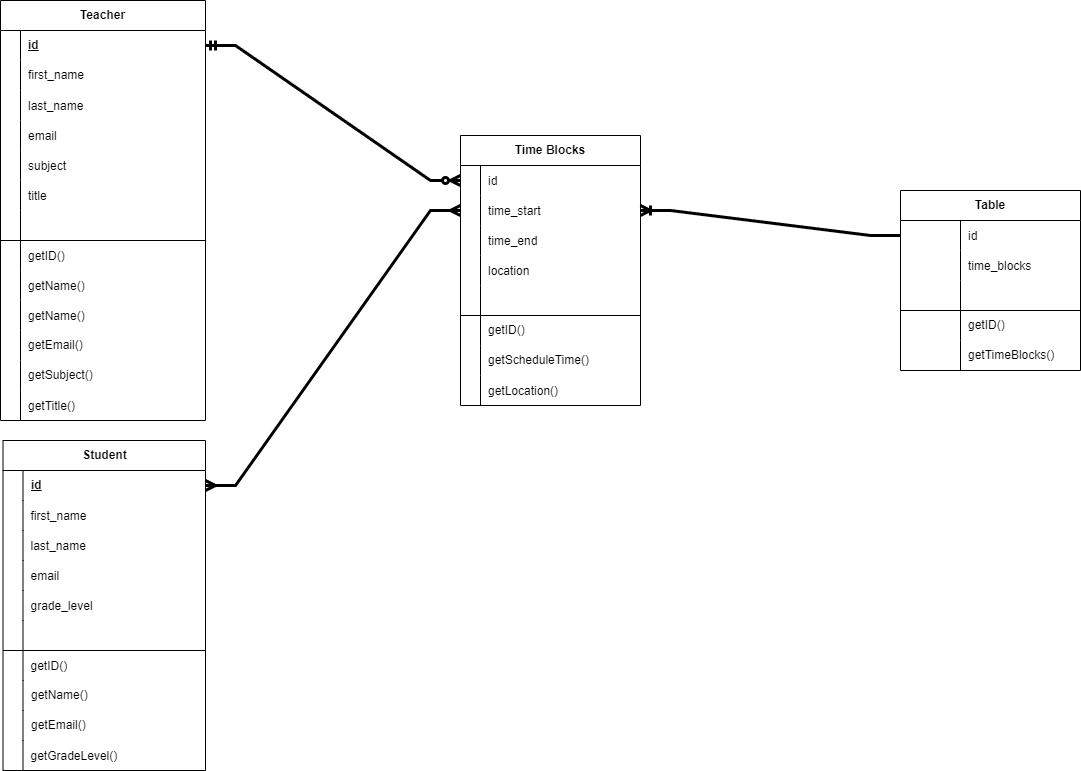 Teacher
id
first_name
last_name
email
subject
title
getID()
getName()
getName()
getEmail()
getSubject()
getTitle()
Student
id
first_name
last_name
email
grade_level
getID()
getName()
getEmail()
getGradeLevel()
Time Blocks
id
time_start
time_end
location
getID()
getScheduleTime()
getLocation()
Table
id
time_blocks
getID()
getTimeBlocks()